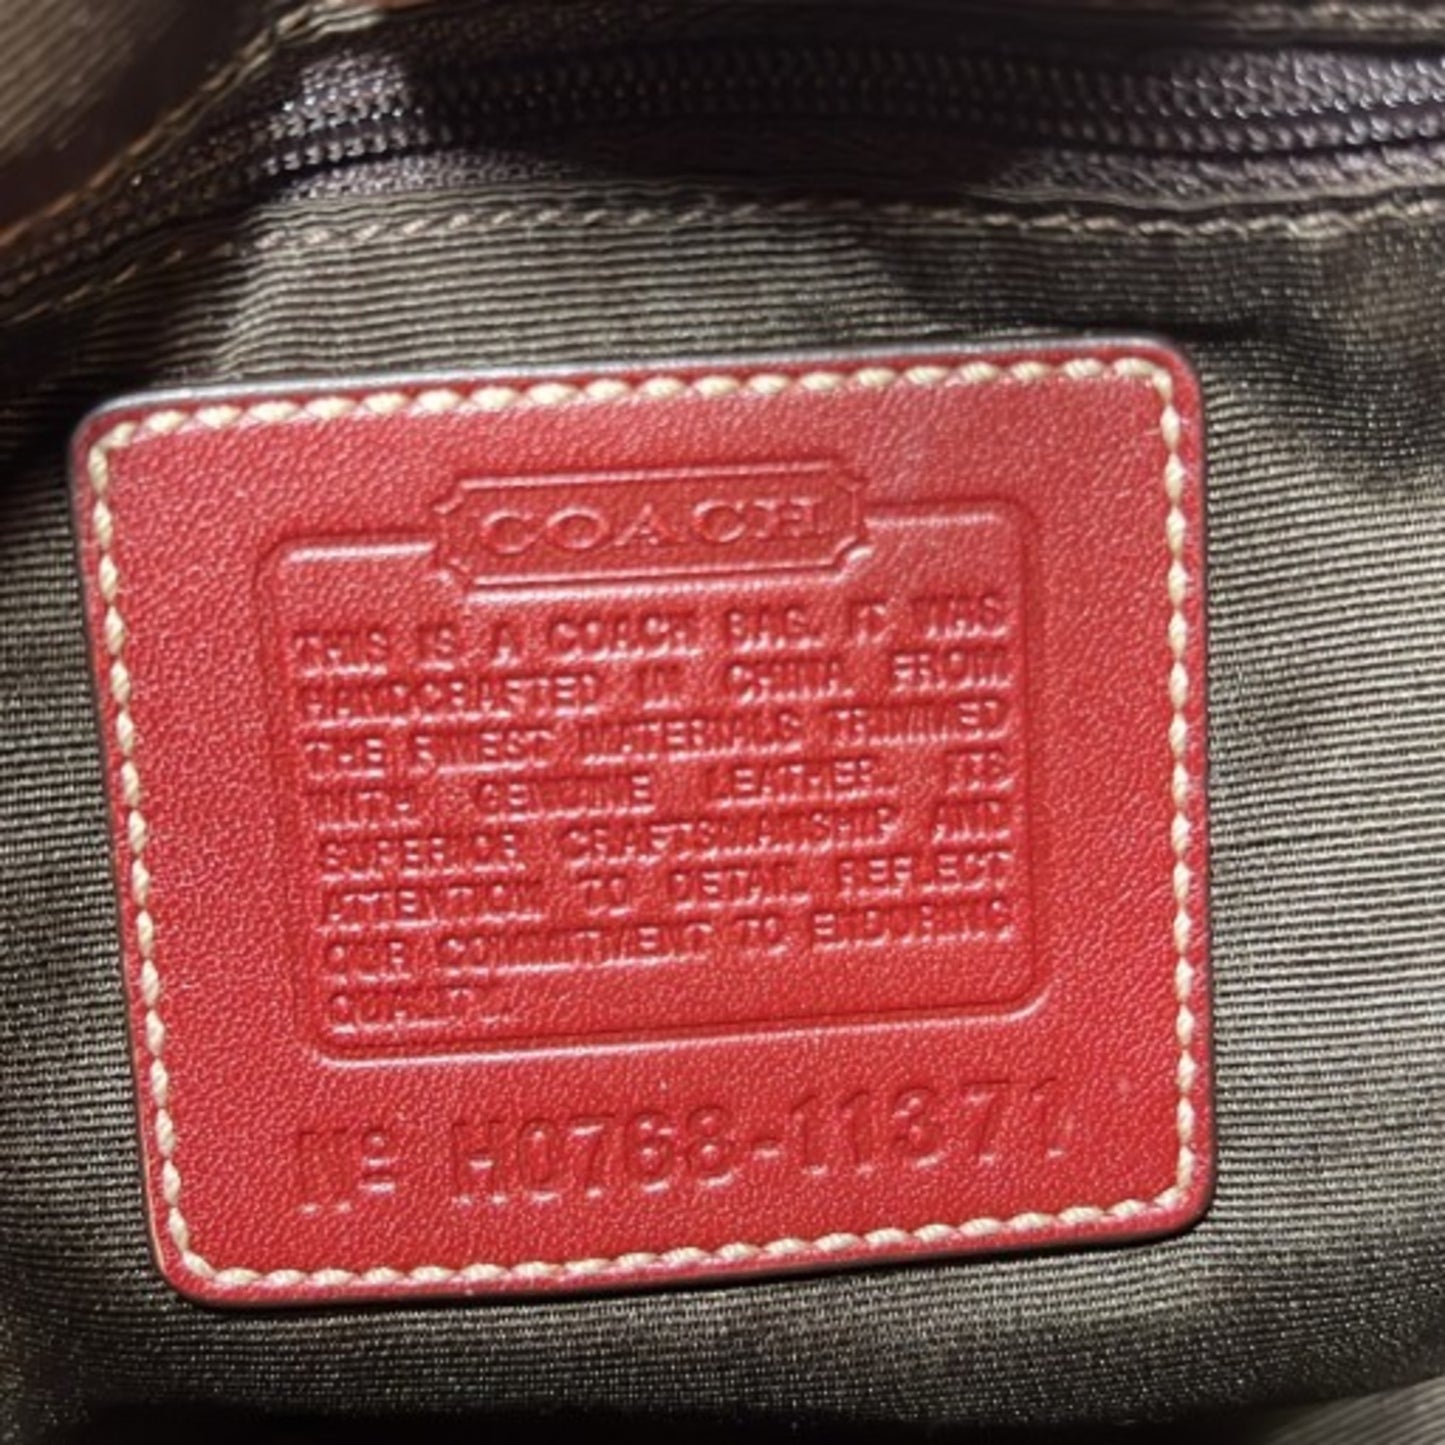 COACH
THIS IS A COACH BAG. IT WAS
HANDCRAFTED IN CHINA FROM
THE FINEST MATERIALS TRIMMED
WITH GENUINE LEATHER. ITS
SUPERIOR CRAFTSMANSHIP AND
ATTENTION TO DETAIL REFLECT
OUR COMMITMENT TO ENDURING
QUALITY.
Nº H0768-11371